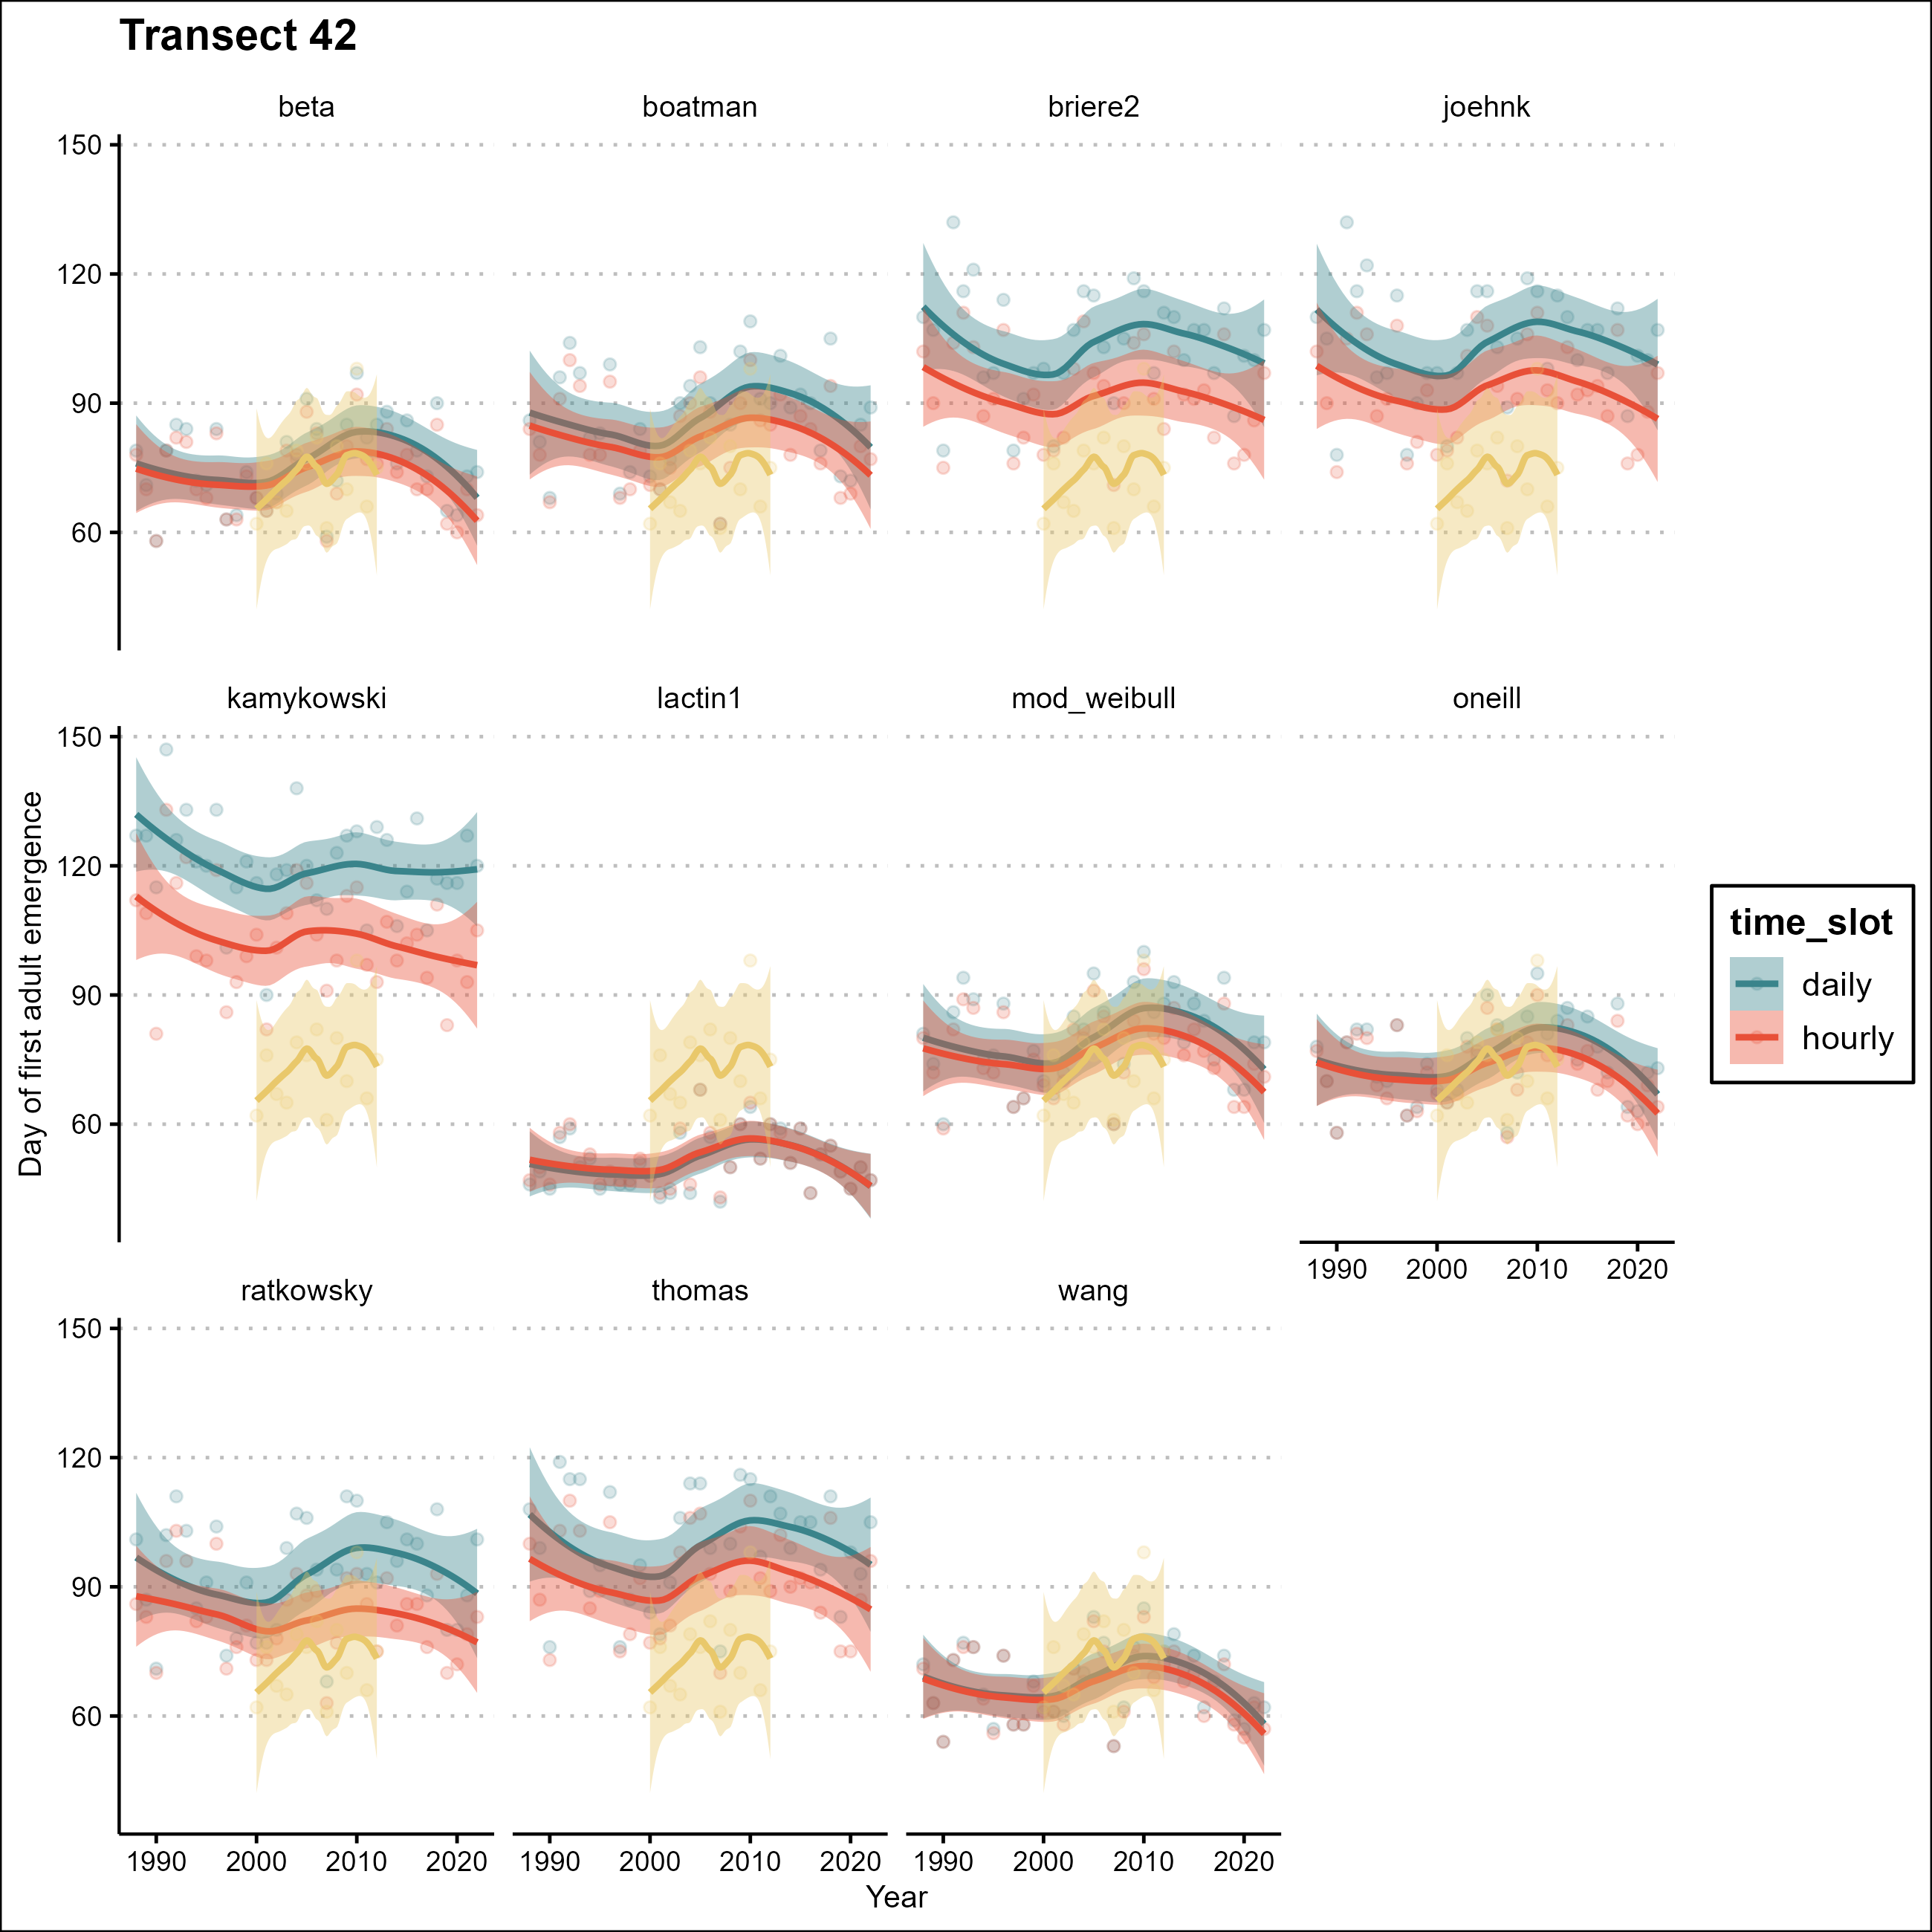 Transect 42
beta boatman briere2 joehnk
150
120
90
60
kamykowski lactin1 mod_weibull oneill
150
120
90
60
1990 2000 2010 2020
ratkowsky thomas wang
150
120
90
60
1990 2000 2010 2020 1990 2000 2010 2020 1990 2000 2010 2020
Year
Day of first adult emergence
time_slot
daily
hourly